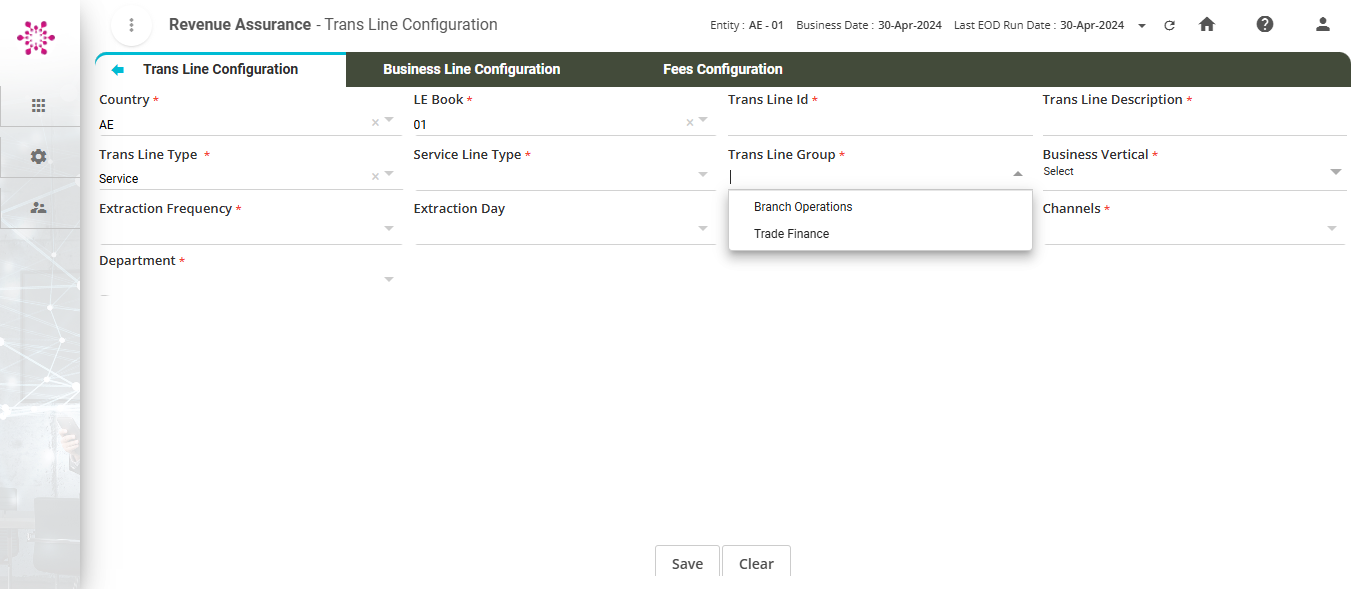 Revenue Assurance - Trans Line Configuration
Entity : AE - 01 Business Date : 30-Apr-2024 Last EOD Run Date : 30-Apr-2024
Trans Line Configuration Business Line Configuration Fees Configuration
Country * LE Book * Trans Line Id * Trans Line Description *
AE × 01 ×
Trans Line Type * Service Line Type * Trans Line Group * Business Vertical *
Service × Select
Extraction Frequency * Extraction Day Channels *
Branch Operations
Trade Finance
Department *
Save Clear